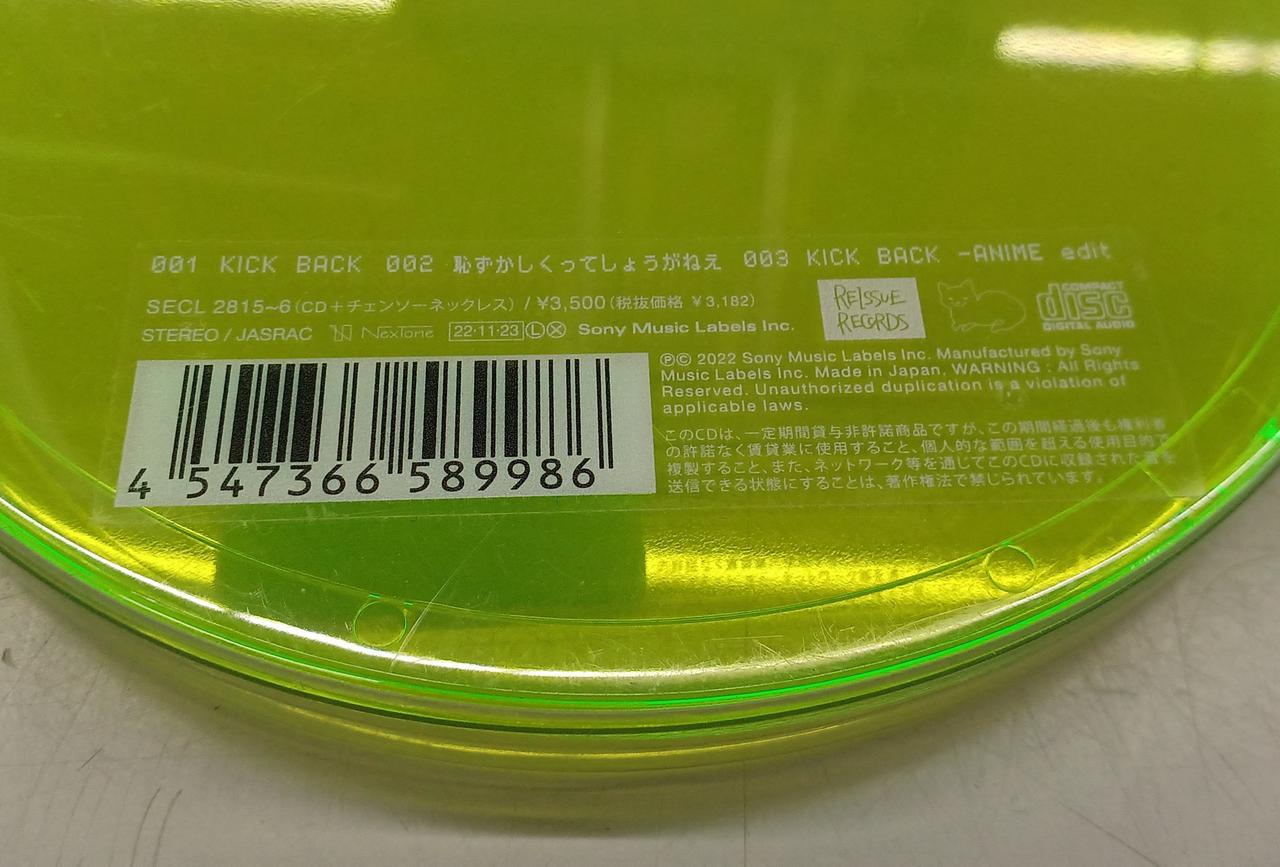 001 KICK BACK 002 恥ずかしくってしょうがねえ 003 KICK BACK -ANIME edit
SECL 2815~6(CD+チェンソーネックレス) / ¥3,500(税抜価格 ¥3,182)
STEREO / JASRAC NexTone 22·11·23 Ⓛ Ⓧ Sony Music Labels Inc.
REISSUE RECORDS
COMPACT disc DIGITAL AUDIO
4 547366 589986
ⓅⒸ 2022 Sony Music Labels Inc. Manufactured by Sony
Music Labels Inc. Made in Japan. WARNING : All Rights
Reserved. Unauthorized duplication is a violation of
applicable laws.
このCDは、一定期間貸与非許諾商品ですが、この期間経過後も権利者
の許諾なく賃貸業に使用すること、個人的な範囲を超える使用目的で
複製すること、また、ネットワーク等を通じてこのCDに収録された音を
送信できる状態にすることは、著作権法で禁じられています。